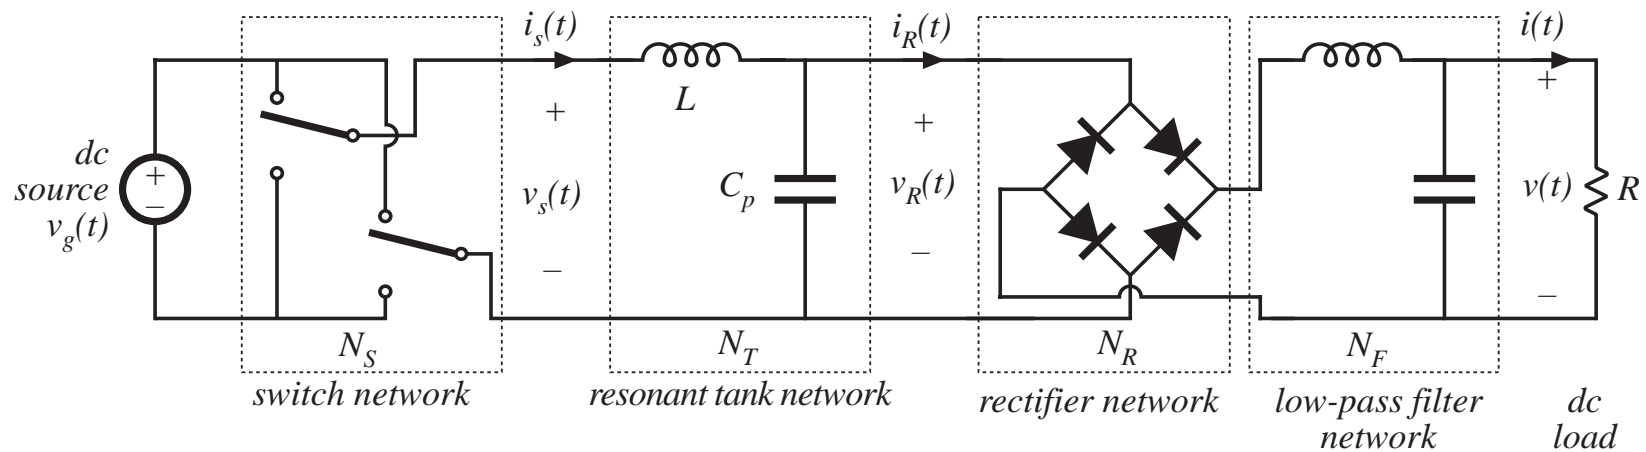 i_s(t)
i_R(t)
i(t)
L
+
+
+
dc
source
v_g(t)
+
–
v_s(t)
C_p
v_R(t)
v(t)
R
–
–
–
N_S
N_T
N_R
N_F
switch network
resonant tank network
rectifier network
low-pass filter
network
dc
load